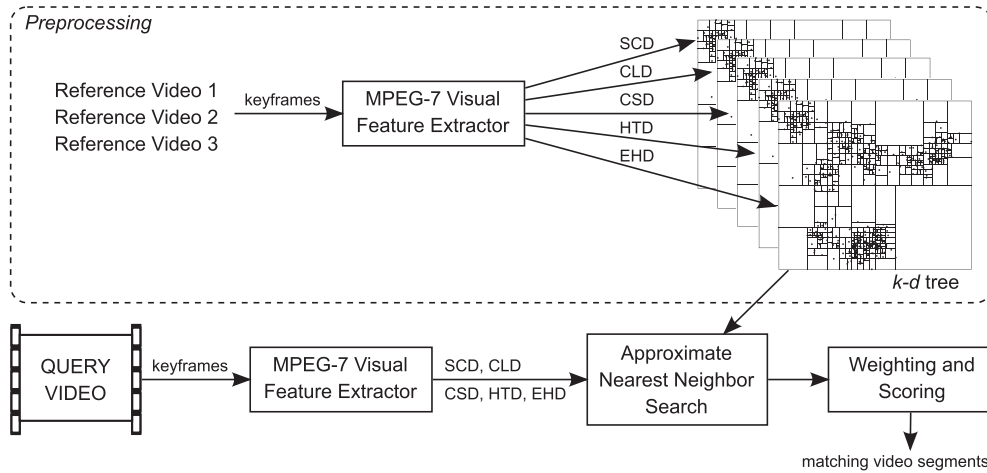 Preprocessing
Reference Video 1
Reference Video 2
Reference Video 3
keyframes
MPEG-7 Visual
Feature Extractor
SCD
CLD
CSD
HTD
EHD
k-d tree
QUERY
VIDEO
keyframes
MPEG-7 Visual
Feature Extractor
SCD, CLD
CSD, HTD, EHD
Approximate
Nearest Neighbor
Search
Weighting and
Scoring
matching video segments